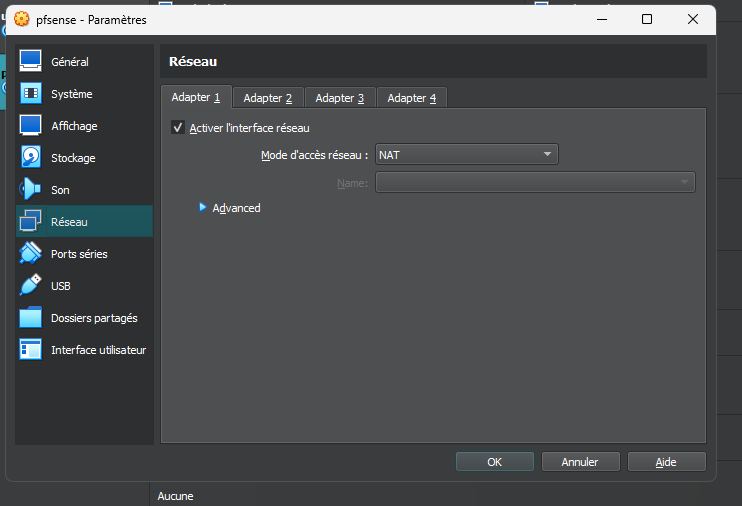 pfsense - Paramètres
Général
Système
Affichage
Stockage
Son
Réseau
Ports séries
USB
Dossiers partagés
Interface utilisateur
Réseau
Adapter 1
Adapter 2
Adapter 3
Adapter 4
Activer l'interface réseau
Mode d'accès réseau : NAT
Name:
Advanced
OK
Annuler
Aide
Aucune